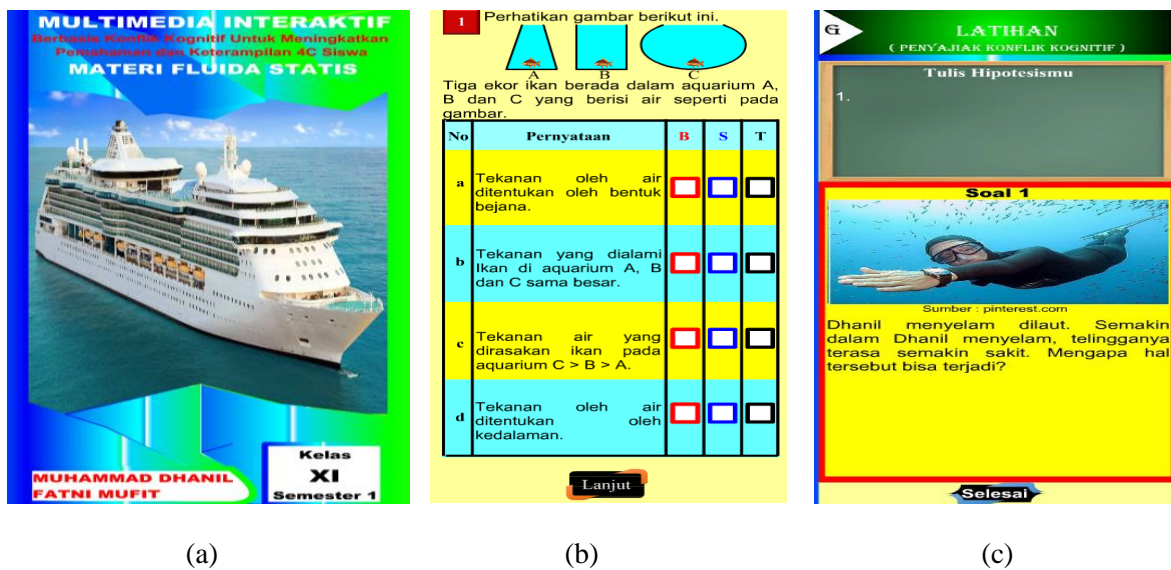 MULTIMEDIA INTERAKTIF
Berbasis Konflik Kognitif Untuk Meningkatkan
Pemahaman dan Keterampilan 4C Siswa
MATERI FLUIDA STATIS
MUHAMMAD DHANIL
FATNI MUFIT
Kelas
XI
Semester 1
(a)
1 Perhatikan gambar berikut ini.
A B C
Tiga ekor ikan berada dalam aquarium A,
B dan C yang berisi air seperti pada
gambar.
No Pernyataan B S T
a Tekanan oleh air
ditentukan oleh bentuk
bejana.
b Tekanan yang dialami
Ikan di aquarium A, B
dan C sama besar.
c Tekanan air yang
dirasakan ikan pada
aquarium C > B > A.
d Tekanan oleh air
ditentukan oleh
kedalaman.
Lanjut
(b)
G LATIHAN
( PENYAJIAK KONFLIK KOGNITIF )
Tulis Hipotesismu
1.
Soal 1
Sumber : pinterest.com
Dhanil menyelam dilaut. Semakin
dalam Dhanil menyelam, telingganya
terasa semakin sakit. Mengapa hal
tersebut bisa terjadi?
Selesai
(c)